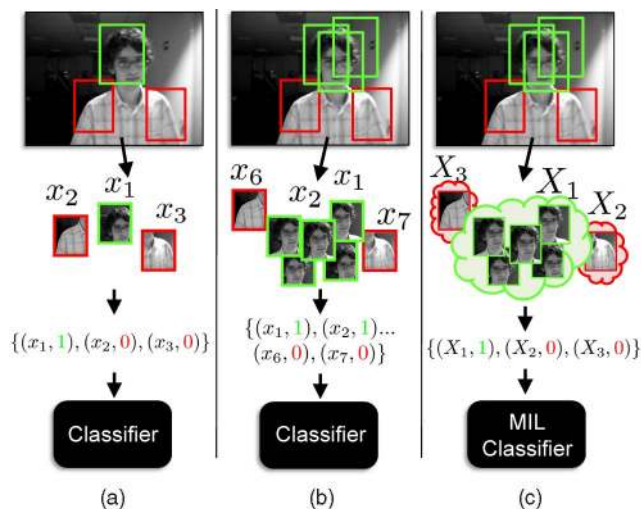 x₂ x₁ x₃
{(x₁, 1), (x₂, 0), (x₃, 0)}
Classifier
(a)
x₆ x₂ x₁ x₇
{(x₁, 1), (x₂, 1)...
(x₆, 0), (x₇, 0)}
Classifier
(b)
X₃ X₁ X₂
{(X₁, 1), (X₂, 0), (X₃, 0)}
MIL
Classifier
(c)